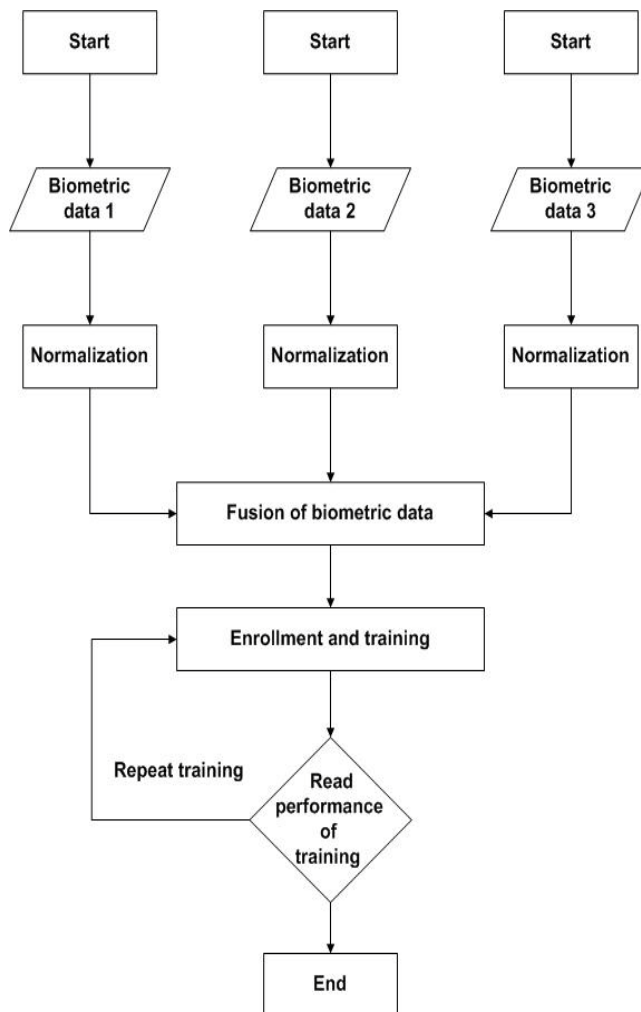 Start
Start
Start
Biometric
data 1
Biometric
data 2
Biometric
data 3
Normalization
Normalization
Normalization
Fusion of biometric data
Enrollment and training
Repeat training
Read
performance
of
training
End